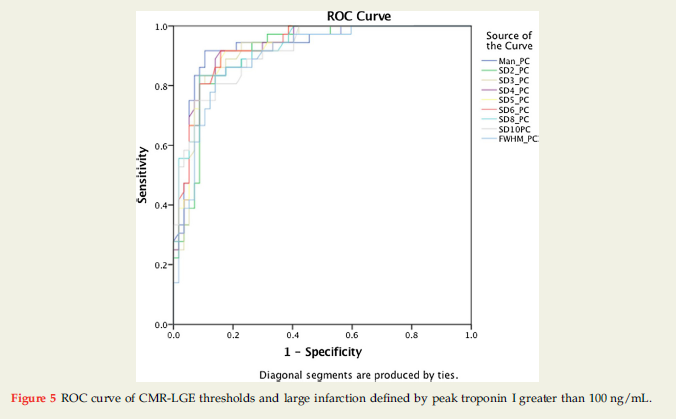 ROC Curve
1.0
0.8
0.6
0.4
0.2
0.0
Sensitivity
0.0 0.2 0.4 0.6 0.8 1.0
1 - Specificity
Source of
the Curve
Man_PC
SD2_PC
SD3_PC
SD4_PC
SD5_PC
SD6_PC
SD8_PC
SD10PC
FWHM_PC
Diagonal segments are produced by ties.
Figure 5 ROC curve of CMR-LGE thresholds and large infarction defined by peak troponin I greater than 100 ng/mL.